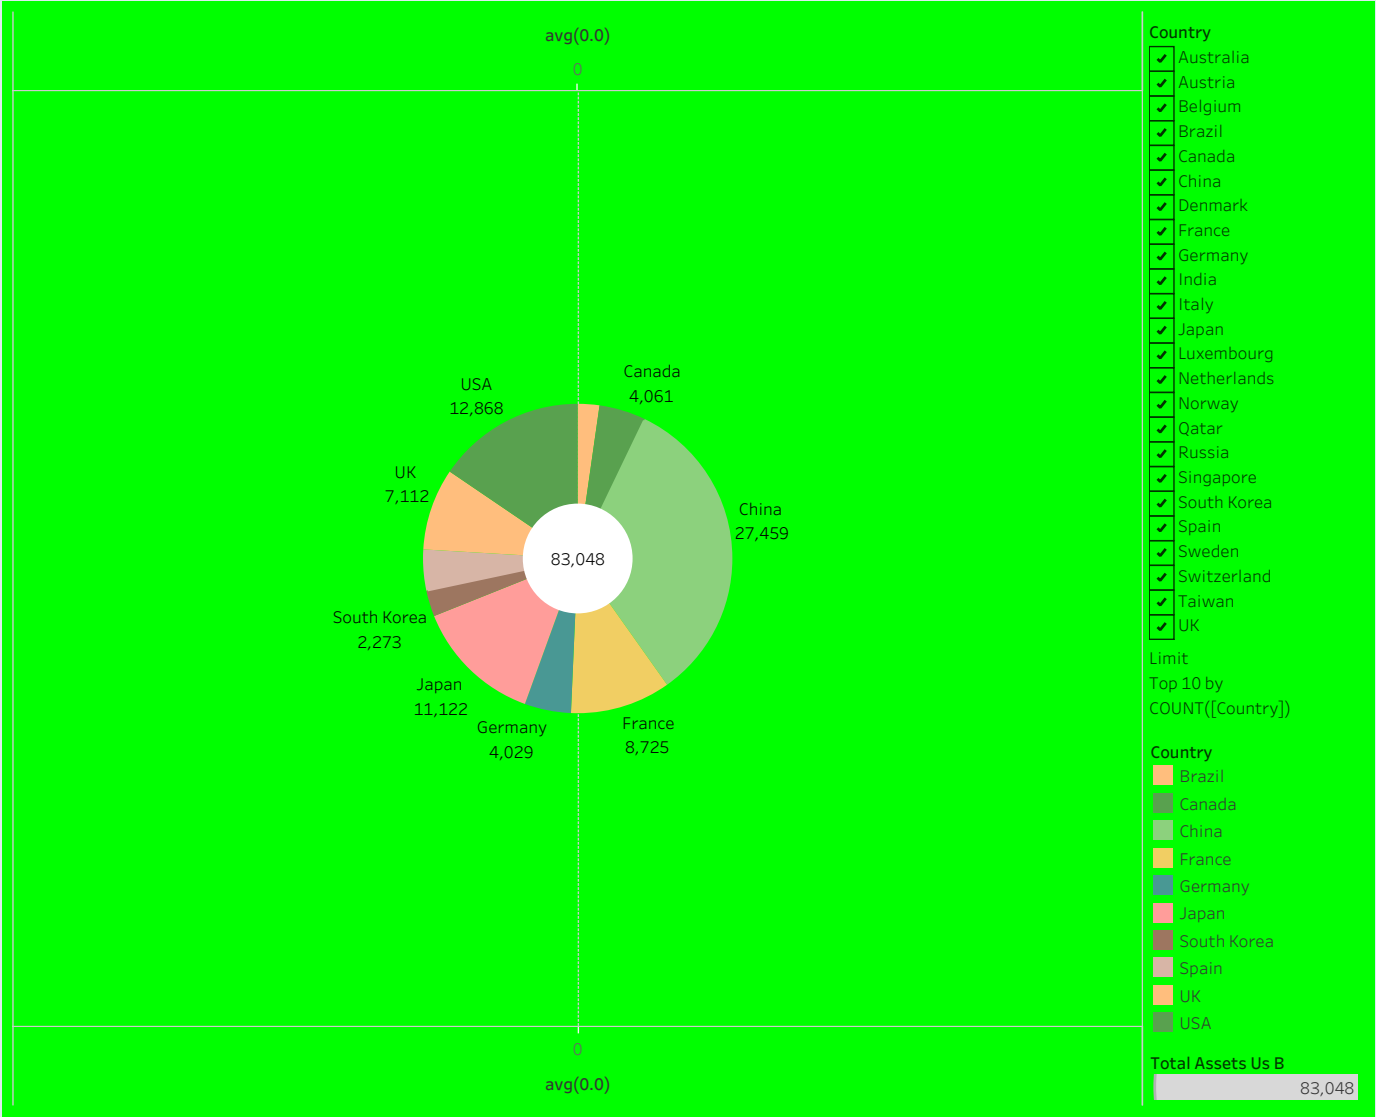 avg(0.0)
0
Canada
4,061
USA
12,868
UK
7,112
China
27,459
83,048
South Korea
2,273
Japan
11,122
Germany
4,029
France
8,725
0
avg(0.0)
Country
Australia
Austria
Belgium
Brazil
Canada
China
Denmark
France
Germany
India
Italy
Japan
Luxembourg
Netherlands
Norway
Qatar
Russia
Singapore
South Korea
Spain
Sweden
Switzerland
Taiwan
UK
Limit
Top 10 by
COUNT([Country])
Country
Brazil
Canada
China
France
Germany
Japan
South Korea
Spain
UK
USA
Total Assets Us B
83,048